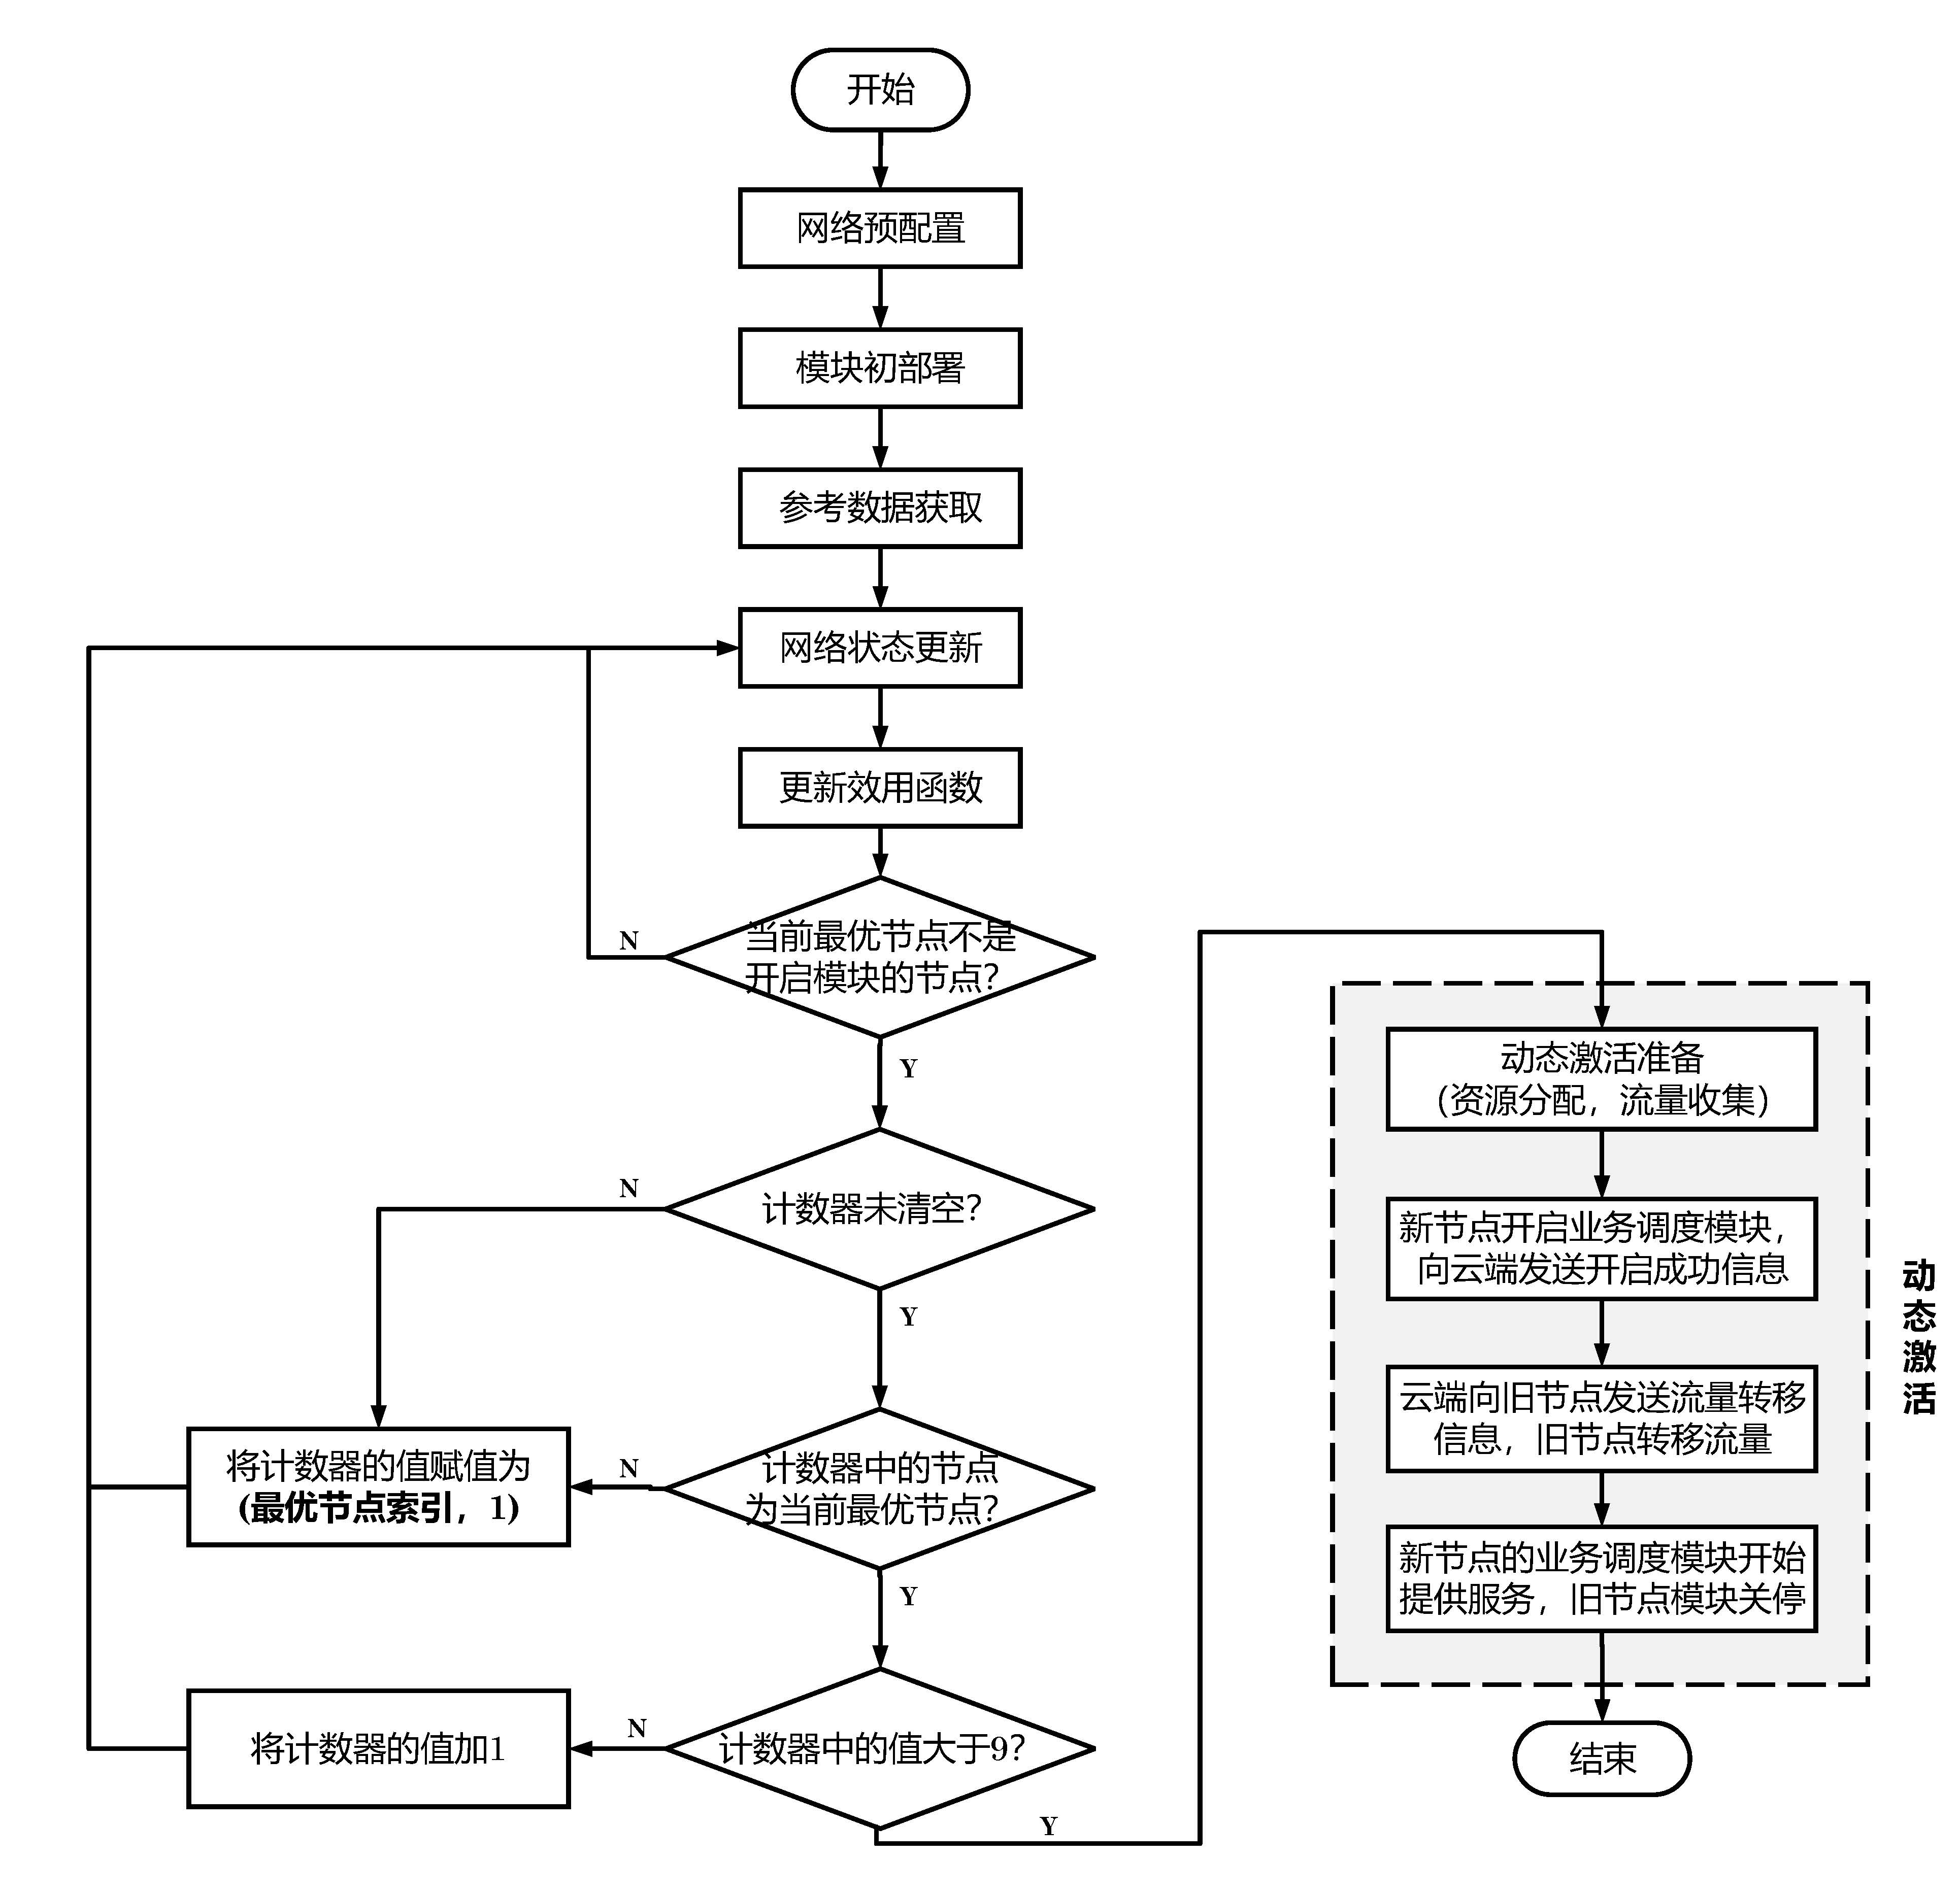 开始
网络预配置
模块初部署
参考数据获取
网络状态更新
更新效用函数
当前最优节点不是
开启模块的节点？
N
Y
计数器未清空？
N
Y
计数器中的节点
为当前最优节点？
N
Y
将计数器的值赋值为
(最优节点索引，1)
计数器中的值大于9？
N
Y
将计数器的值加1
动态激活准备
（资源分配，流量收集）
新节点开启业务调度模块，
向云端发送开启成功信息
云端向旧节点发送流量转移
信息，旧节点转移流量
新节点的业务调度模块开始
提供服务，旧节点模块关停
结束
动态激活